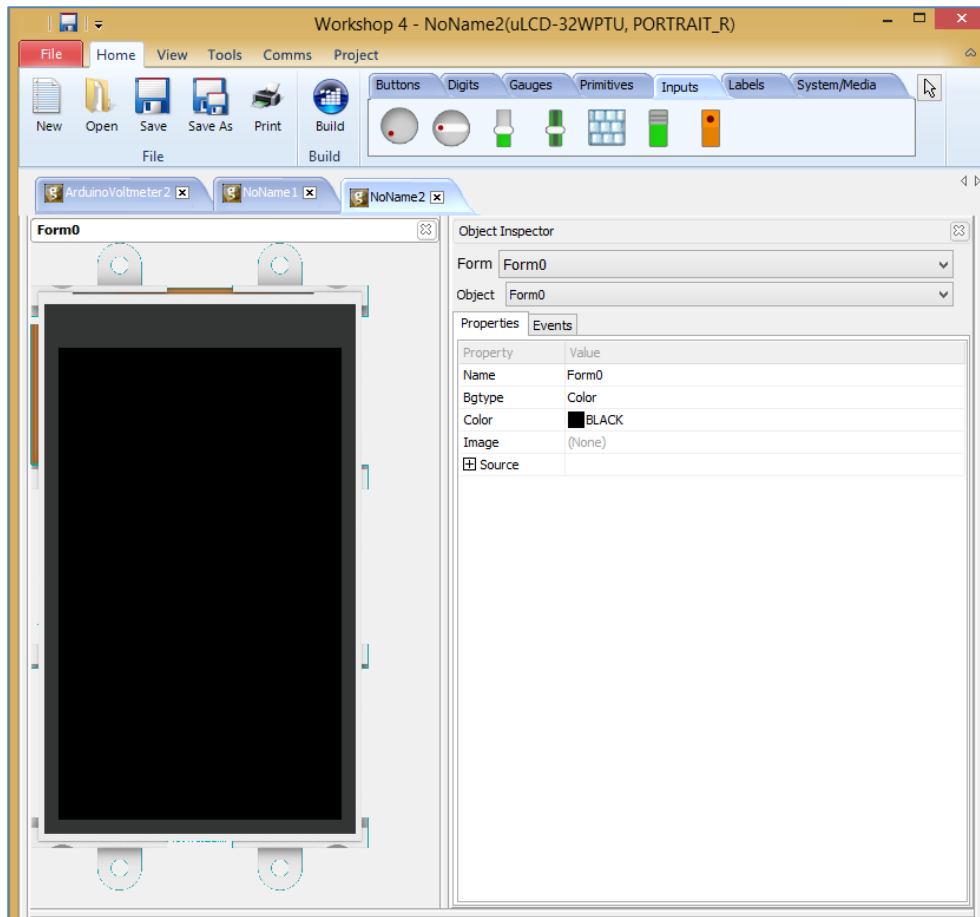 Workshop 4 - NoName2(uLCD-32WPTU, PORTRAIT_R)
File Home View Tools Comms Project
Buttons Digits Gauges Primitives Inputs Labels System/Media
New Open Save Save As Print Build
File Build
ArduinoVoltmeter2 NoName1 NoName2
Form0 Object Inspector
Form Form0
Object Form0
Properties Events
Property Value
Name Form0
Bgtype Color
Color BLACK
Image (None)
Source